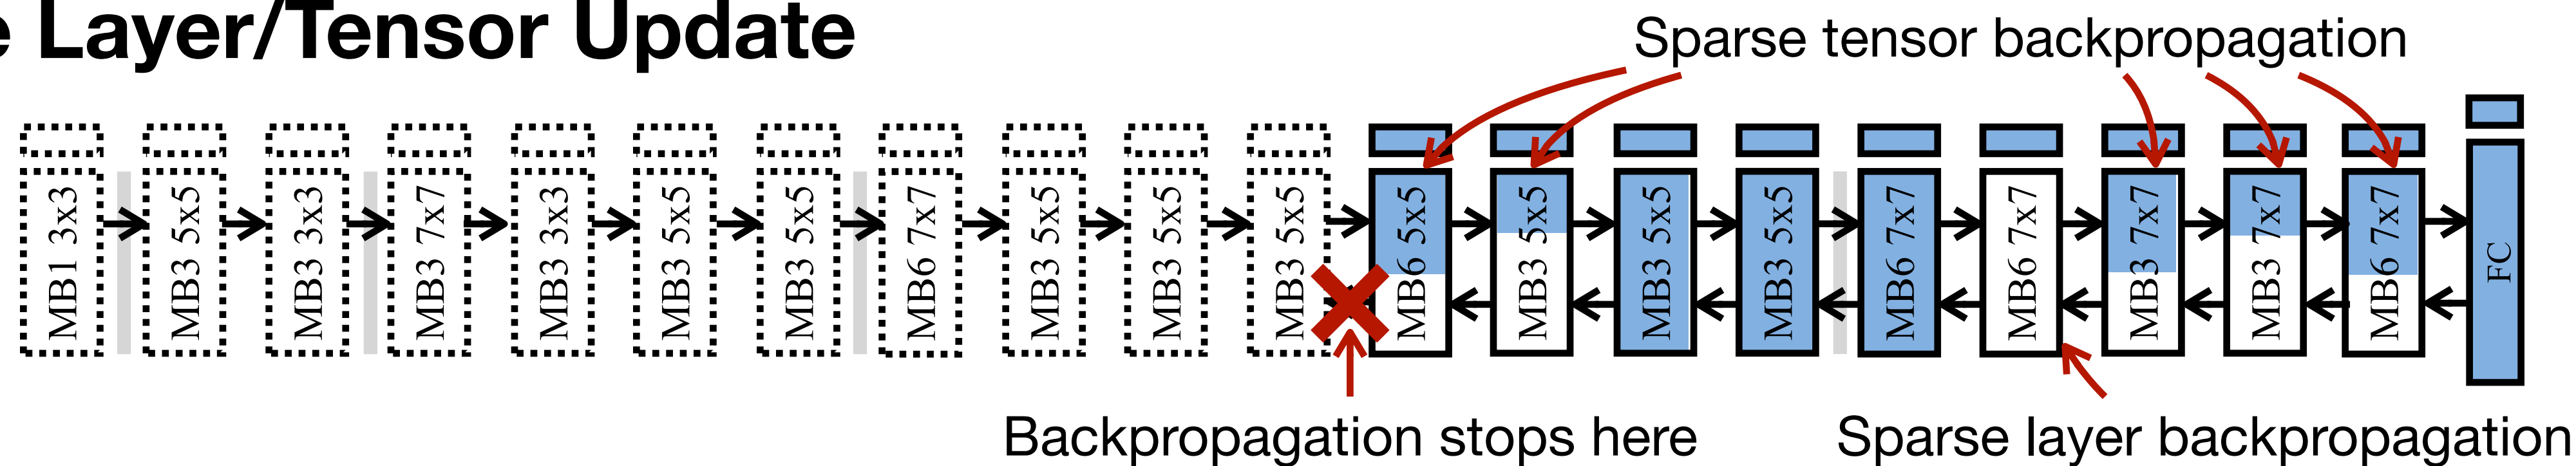 e Layer/Tensor Update
Sparse tensor backpropagation
MB1 3x3
MB3 5x5
MB3 3x3
MB3 7x7
MB3 3x3
MB3 5x5
MB3 5x5
MB6 7x7
MB3 5x5
MB3 5x5
MB3 5x5
MB6 5x5
MB3 5x5
MB3 5x5
MB3 5x5
MB6 7x7
MB6 7x7
MB3 7x7
MB3 7x7
MB6 7x7
FC
Backpropagation stops here
Sparse layer backpropagation